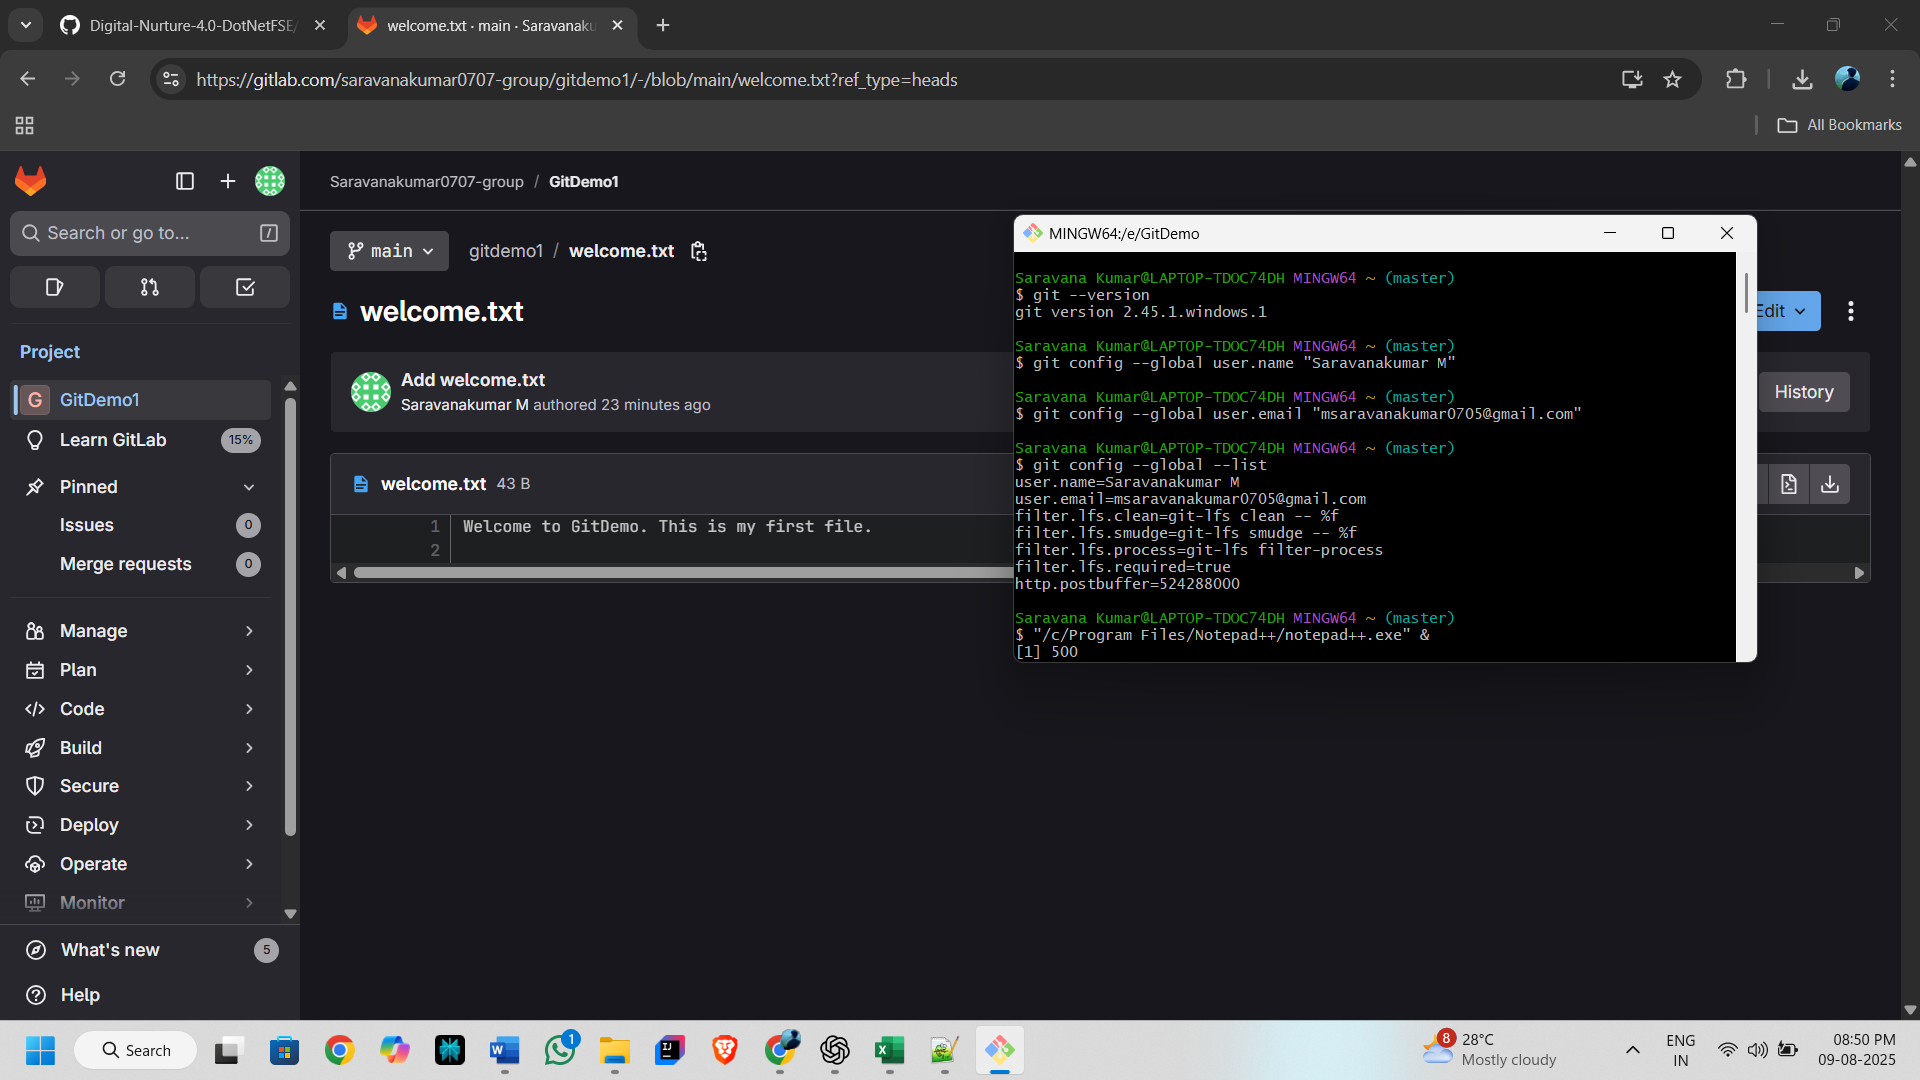 Digital-Nurture-4.0-DotNetFSE/
welcome.txt · main · Saravanaku
https://gitlab.com/saravanakumar0707-group/gitdemo1/-/blob/main/welcome.txt?ref_type=heads
All Bookmarks
Search or go to...
/
Project
G GitDemo1
Learn GitLab 15%
Pinned
Issues 0
Merge requests 0
Manage
Plan
Code
Build
Secure
Deploy
Operate
Monitor
What's new 5
Help
Saravanakumar0707-group / GitDemo1
main
gitdemo1 / welcome.txt
welcome.txt
Edit
Add welcome.txt
Saravanakumar M authored 23 minutes ago
History
welcome.txt 43 B
1 Welcome to GitDemo. This is my first file.
2
MINGW64:/e/GitDemo
Saravana Kumar@LAPTOP-TDOC74DH MINGW64 ~ (master)
$ git --version
git version 2.45.1.windows.1
Saravana Kumar@LAPTOP-TDOC74DH MINGW64 ~ (master)
$ git config --global user.name "Saravanakumar M"
Saravana Kumar@LAPTOP-TDOC74DH MINGW64 ~ (master)
$ git config --global user.email "msaravanakumar0705@gmail.com"
Saravana Kumar@LAPTOP-TDOC74DH MINGW64 ~ (master)
$ git config --global --list
user.name=Saravanakumar M
user.email=msaravanakumar0705@gmail.com
filter.lfs.clean=git-lfs clean -- %f
filter.lfs.smudge=git-lfs smudge -- %f
filter.lfs.process=git-lfs filter-process
filter.lfs.required=true
http.postbuffer=524288000
Saravana Kumar@LAPTOP-TDOC74DH MINGW64 ~ (master)
$ "/c/Program Files/Notepad++/notepad++.exe" &
[1] 500
Search
1
8
28°C
Mostly cloudy
ENG
IN
08:50 PM
09-08-2025